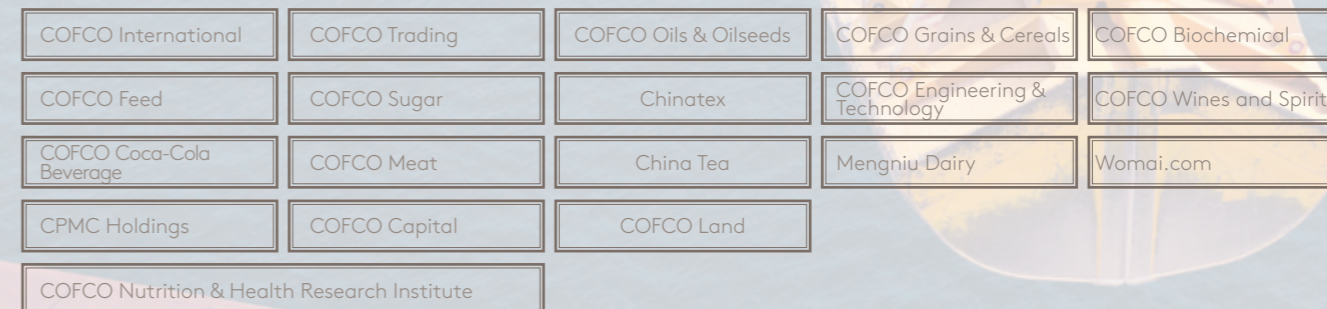 COFCO International
COFCO Trading
COFCO Oils & Oilseeds
COFCO Grains & Cereals
COFCO Biochemical
COFCO Feed
COFCO Sugar
Chinatex
COFCO Engineering &
Technology
COFCO Wines and Spirit
COFCO Coca-Cola
Beverage
COFCO Meat
China Tea
Mengniu Dairy
Womai.com
CPMC Holdings
COFCO Capital
COFCO Land
COFCO Nutrition & Health Research Institute